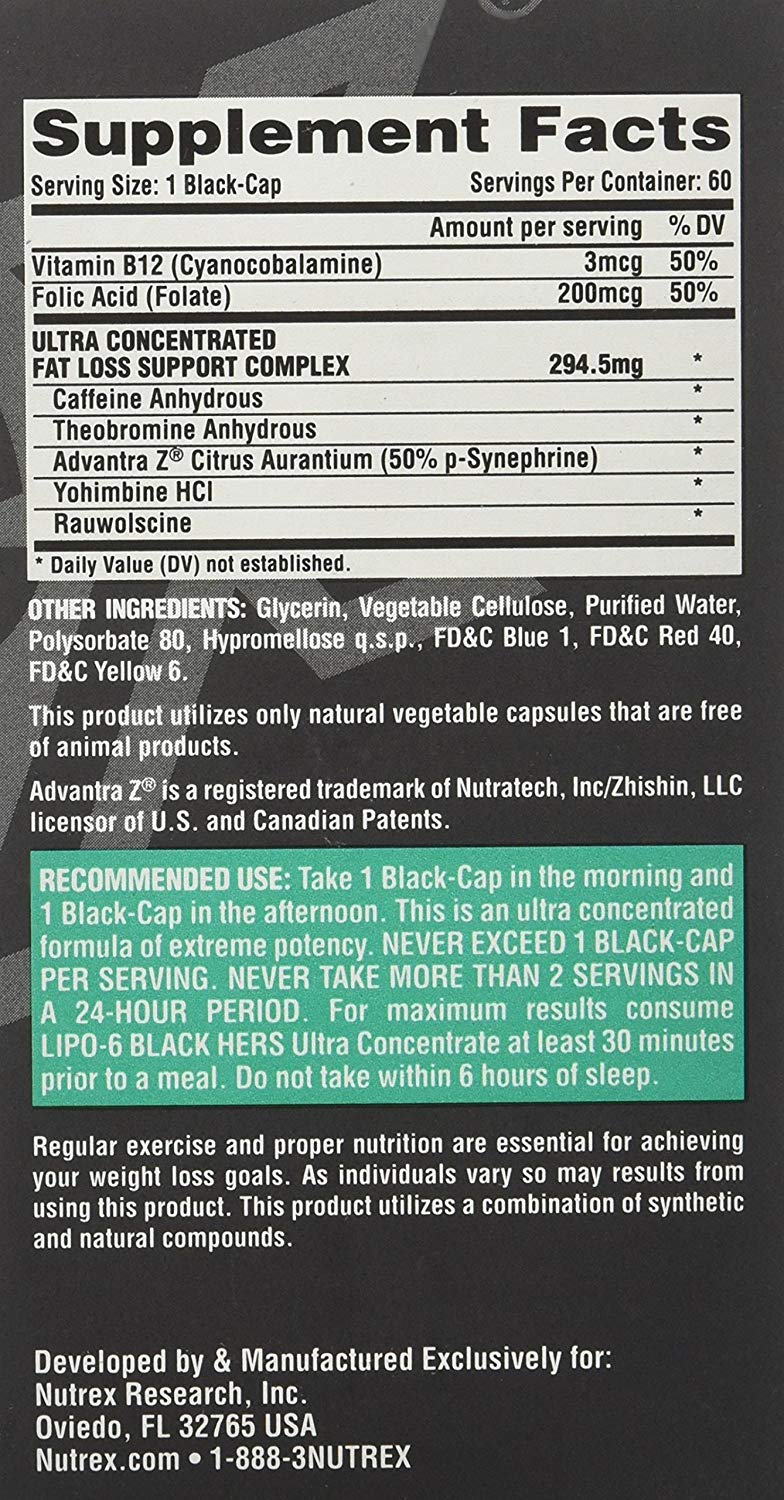 Supplement Facts
Serving Size: 1 Black-Cap Servings Per Container: 60
Amount per serving % DV
Vitamin B12 (Cyanocobalamine) 3mcg 50%
Folic Acid (Folate) 200mcg 50%
ULTRA CONCENTRATED
FAT LOSS SUPPORT COMPLEX 294.5mg *
Caffeine Anhydrous *
Theobromine Anhydrous *
Advantra Z® Citrus Aurantium (50% p-Synephrine) *
Yohimbine HCl *
Rauwolscine *
* Daily Value (DV) not established.
OTHER INGREDIENTS: Glycerin, Vegetable Cellulose, Purified Water,
Polysorbate 80, Hypromellose q.s.p., FD&C Blue 1, FD&C Red 40,
FD&C Yellow 6.
This product utilizes only natural vegetable capsules that are free
of animal products.
Advantra Z® is a registered trademark of Nutratech, Inc/Zhishin, LLC
licensor of U.S. and Canadian Patents.
RECOMMENDED USE: Take 1 Black-Cap in the morning and
1 Black-Cap in the afternoon. This is an ultra concentrated
formula of extreme potency. NEVER EXCEED 1 BLACK-CAP
PER SERVING. NEVER TAKE MORE THAN 2 SERVINGS IN
A 24-HOUR PERIOD. For maximum results consume
LIPO-6 BLACK HERS Ultra Concentrate at least 30 minutes
prior to a meal. Do not take within 6 hours of sleep.
Regular exercise and proper nutrition are essential for achieving
your weight loss goals. As individuals vary so may results from
using this product. This product utilizes a combination of synthetic
and natural compounds.
Developed by & Manufactured Exclusively for:
Nutrex Research, Inc.
Oviedo, FL 32765 USA
Nutrex.com • 1-888-3NUTREX